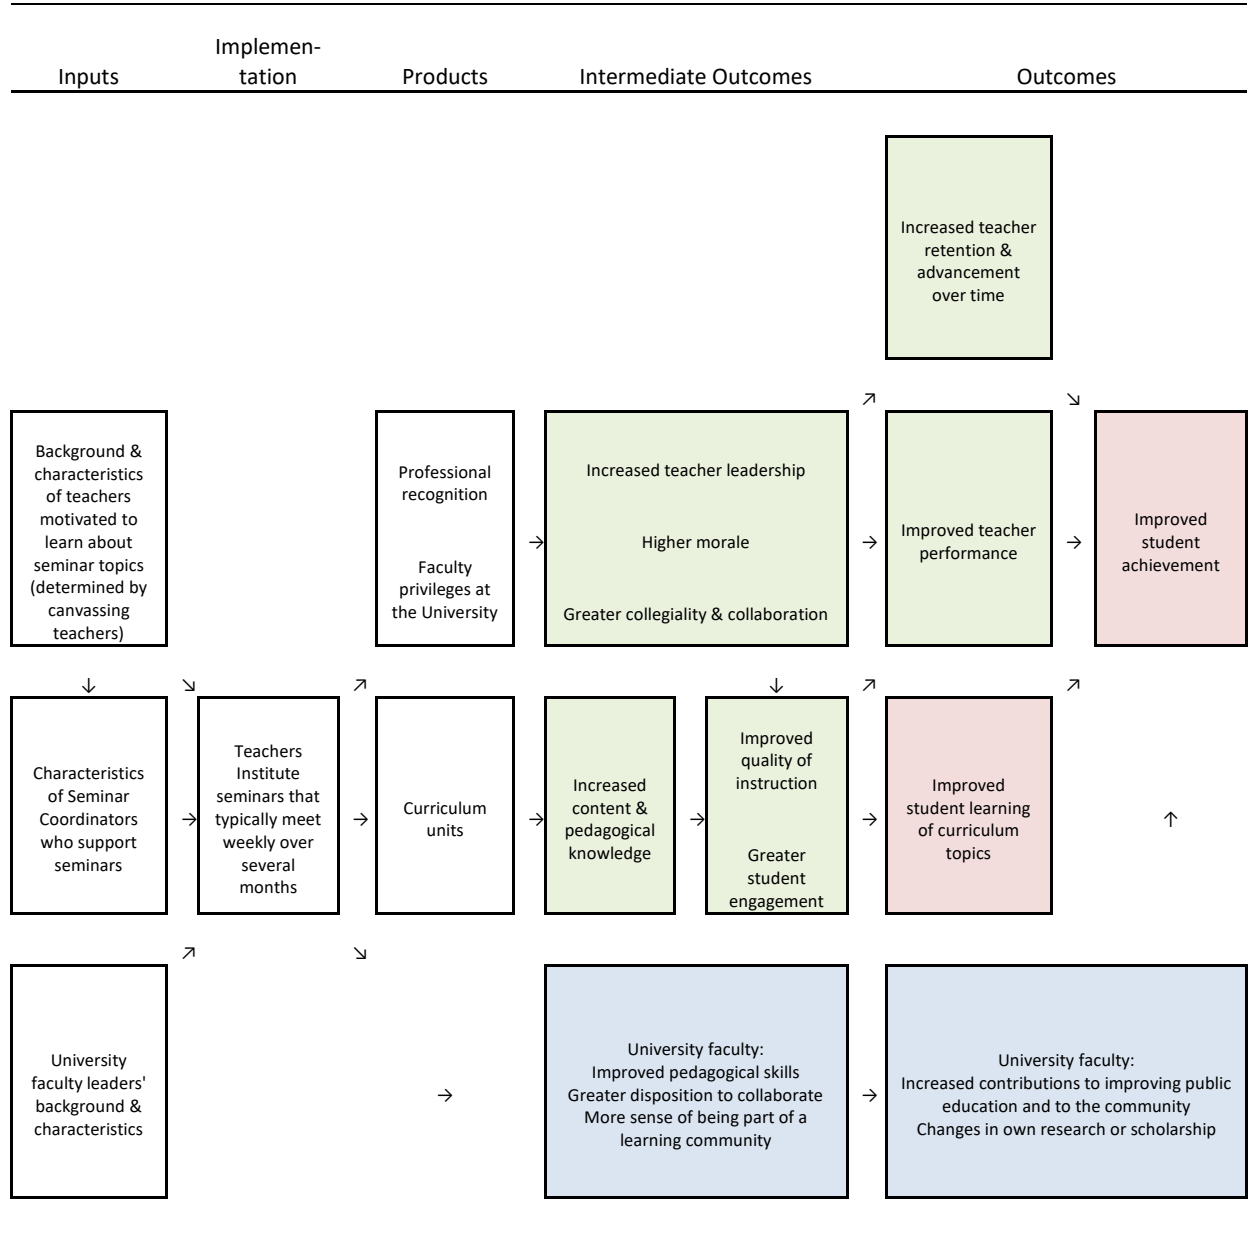 Inputs
Implemen-
tation
Products
Intermediate Outcomes
Outcomes
Increased teacher
retention &
advancement
over time
↗
↘
Background &
characteristics
of teachers
motivated to
learn about
seminar topics
(determined by
canvassing
teachers)
Professional
recognition
Faculty
privileges at
the University
→
Increased teacher leadership
Higher morale
Greater collegiality & collaboration
→
Improved teacher
performance
→
Improved
student
achievement
↓
↘
↗
↓
↗
↗
Characteristics
of Seminar
Coordinators
who support
seminars
→
Teachers
Institute
seminars that
typically meet
weekly over
several
months
→
Curriculum
units
→
Increased
content &
pedagogical
knowledge
→
Improved
quality of
instruction
Greater
student
engagement
→
Improved
student learning
of curriculum
topics
↑
↗
↘
University
faculty leaders'
background &
characteristics
→
University faculty:
Improved pedagogical skills
Greater disposition to collaborate
More sense of being part of a
learning community
→
University faculty:
Increased contributions to improving public
education and to the community
Changes in own research or scholarship